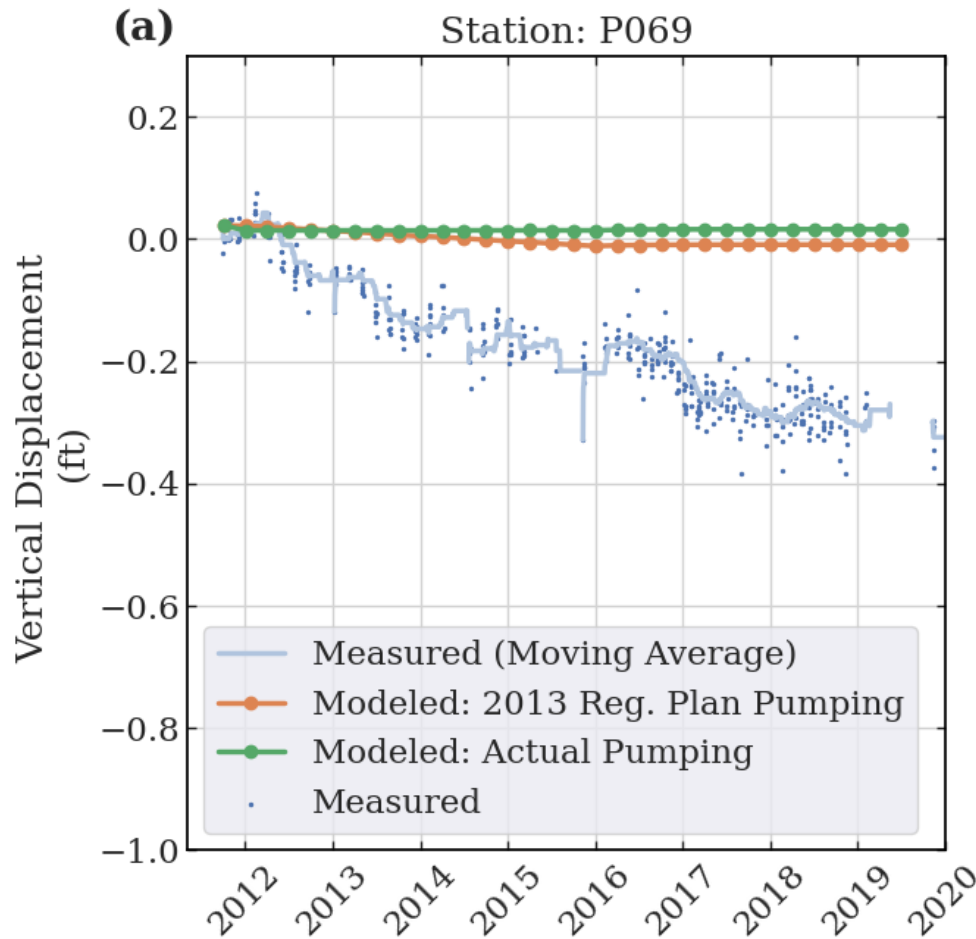 (a)
Station: P069
Vertical Displacement
(ft)
0.2
0.0
−0.2
−0.4
−0.6
−0.8
−1.0
Measured (Moving Average)
Modeled: 2013 Reg. Plan Pumping
Modeled: Actual Pumping
Measured
2012
2013
2014
2015
2016
2017
2018
2019
2020